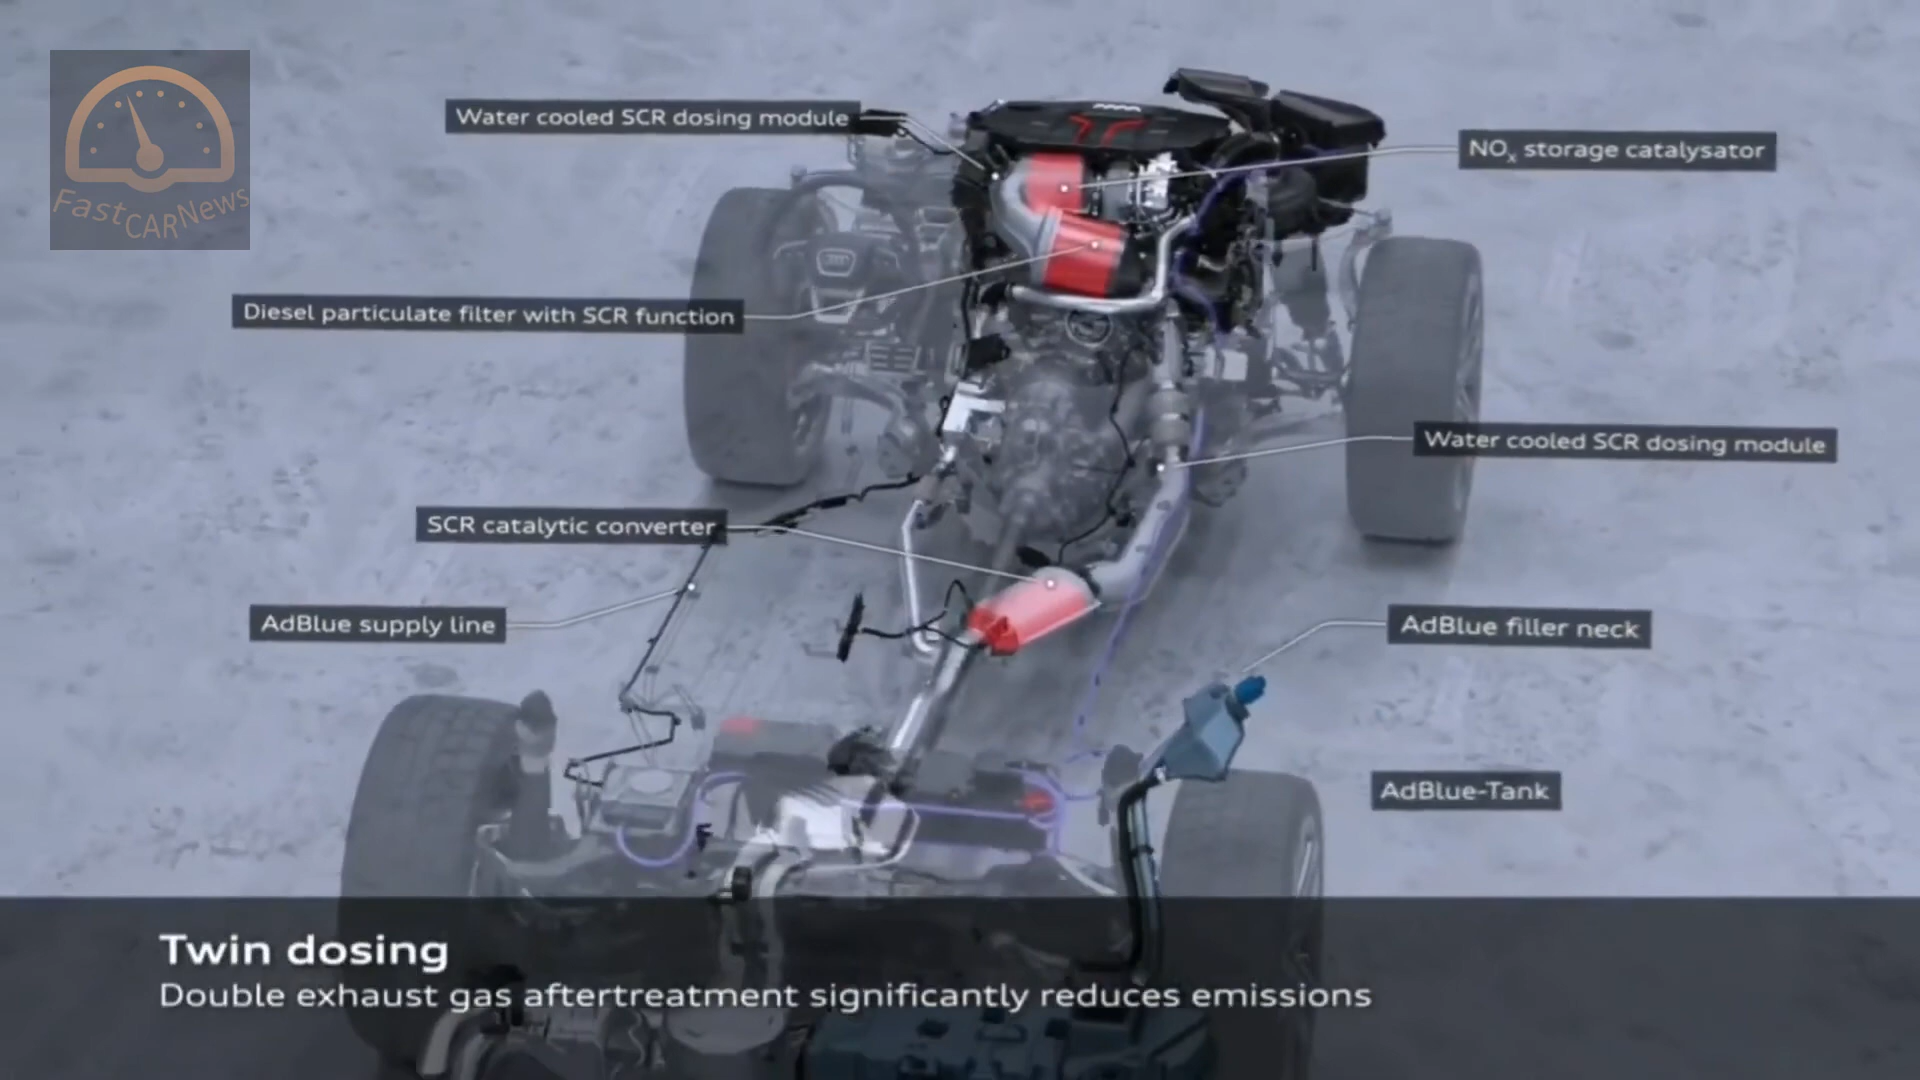 FastCARNews
Water cooled SCR dosing module
NOx storage catalysator
Diesel particulate filter with SCR function
Water cooled SCR dosing module
SCR catalytic converter
AdBlue supply line
AdBlue filler neck
AdBlue-Tank
Twin dosing
Double exhaust gas aftertreatment significantly reduces emissions